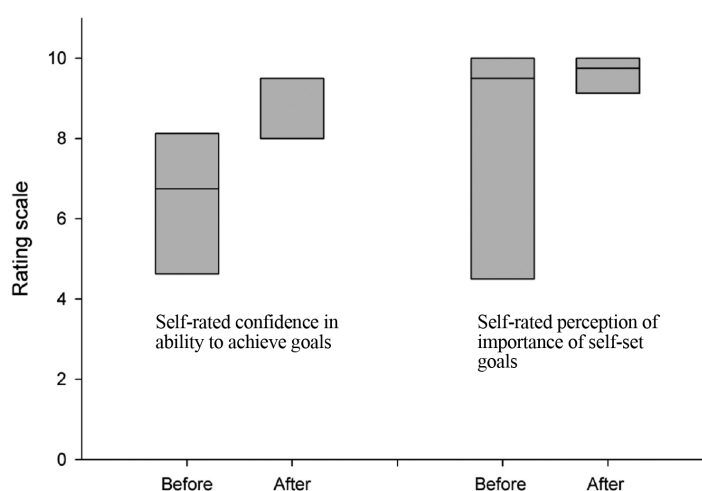 10
8
6
4
2
0
Rating scale
Self-rated confidence in
ability to achieve goals
Self-rated perception of
importance of self-set
goals
Before
After
Before
After